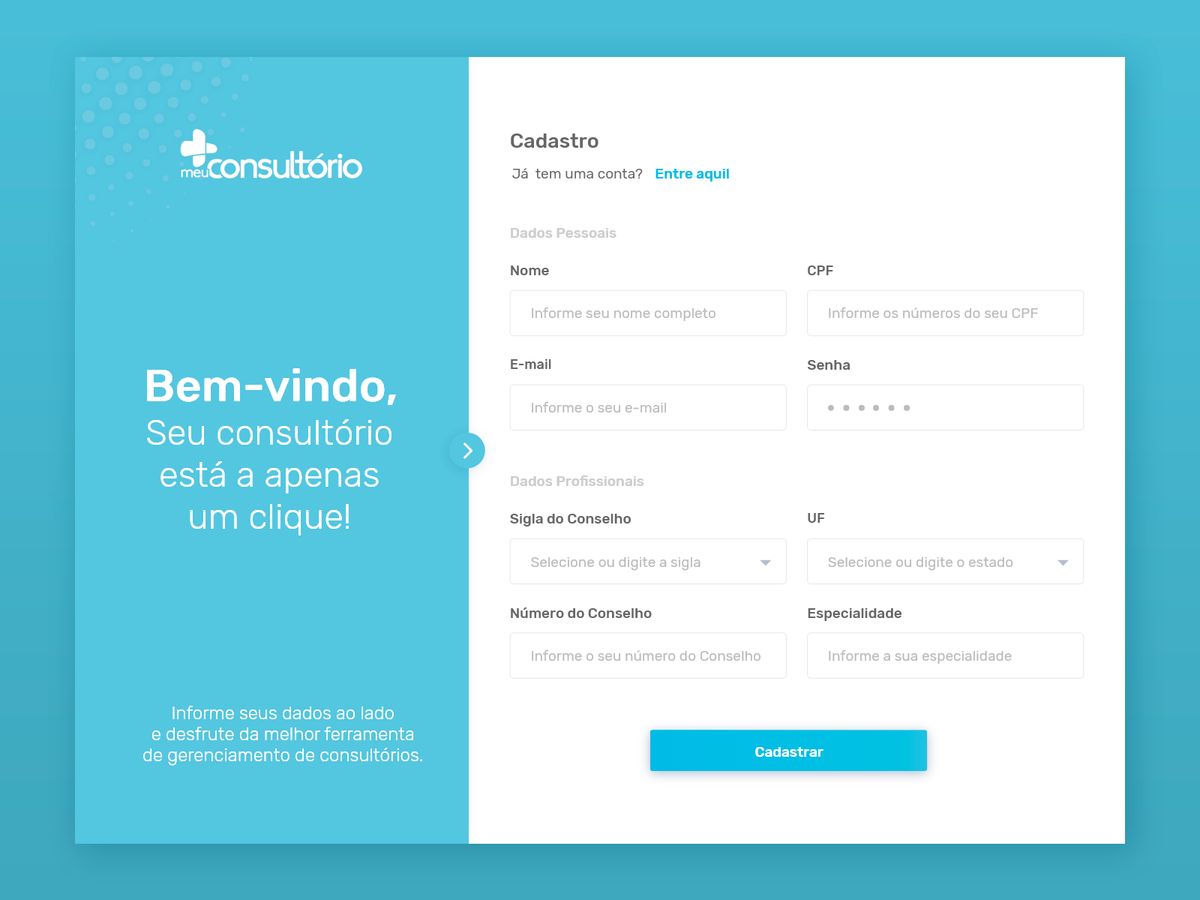 meuconsultório
Bem-vindo,
Seu consultório
está a apenas
um clique!
Informe seus dados ao lado
e desfrute da melhor ferramenta
de gerenciamento de consultórios.
Cadastro
Já tem uma conta? Entre aqui!
Dados Pessoais
Nome
Informe seu nome completo
CPF
Informe os números do seu CPF
E-mail
Informe o seu e-mail
Senha
Dados Profissionais
Sigla do Conselho
Selecione ou digite a sigla
UF
Selecione ou digite o estado
Número do Conselho
Informe o seu número do Conselho
Especialidade
Informe a sua especialidade
Cadastrar